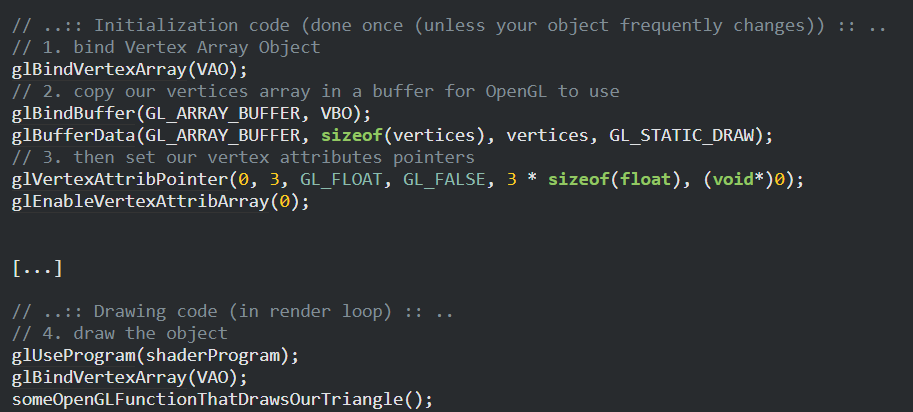 // ..:: Initialization code (done once (unless your object frequently changes)) :: ..
// 1. bind Vertex Array Object
glBindVertexArray(VAO);
// 2. copy our vertices array in a buffer for OpenGL to use
glBindBuffer(GL_ARRAY_BUFFER, VBO);
glBufferData(GL_ARRAY_BUFFER, sizeof(vertices), vertices, GL_STATIC_DRAW);
// 3. then set our vertex attributes pointers
glVertexAttribPointer(0, 3, GL_FLOAT, GL_FALSE, 3 * sizeof(float), (void*)0);
glEnableVertexAttribArray(0);
[...]
// ..:: Drawing code (in render loop) :: ..
// 4. draw the object
glUseProgram(shaderProgram);
glBindVertexArray(VAO);
someOpenGLFunctionThatDrawsOurTriangle();